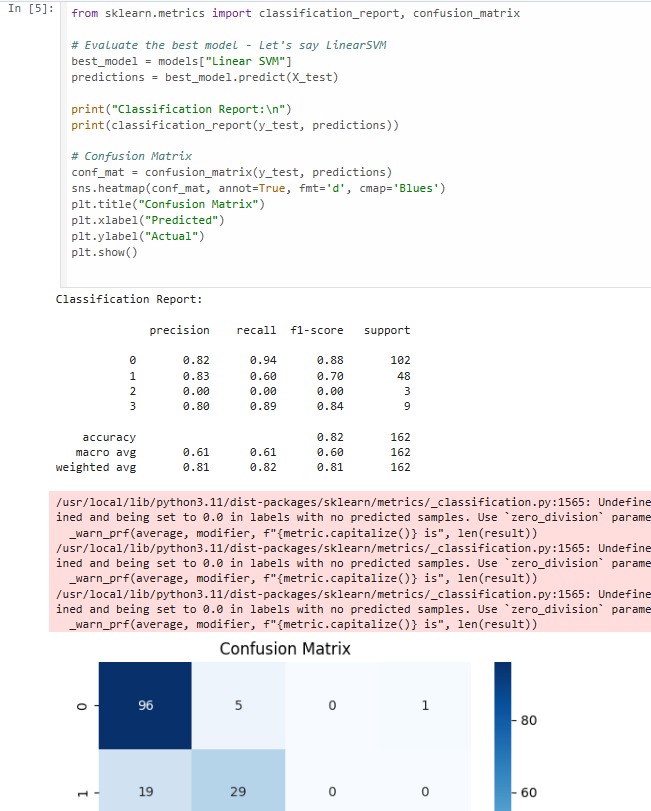 In [5]:
from sklearn.metrics import classification_report, confusion_matrix
# Evaluate the best model - Let's say LinearSVM
best_model = models["Linear SVM"]
predictions = best_model.predict(X_test)
print("Classification Report:\n")
print(classification_report(y_test, predictions))
# Confusion Matrix
conf_mat = confusion_matrix(y_test, predictions)
sns.heatmap(conf_mat, annot=True, fmt='d', cmap='Blues')
plt.title("Confusion Matrix")
plt.xlabel("Predicted")
plt.ylabel("Actual")
plt.show()
Classification Report:
precision recall f1-score support
0 0.82 0.94 0.88 102
1 0.83 0.60 0.70 48
2 0.00 0.00 0.00 3
3 0.80 0.89 0.84 9
accuracy 0.82 162
macro avg 0.61 0.61 0.60 162
weighted avg 0.81 0.82 0.81 162
/usr/local/lib/python3.11/dist-packages/sklearn/metrics/_classification.py:1565: Undefine
ined and being set to 0.0 in labels with no predicted samples. Use `zero_division` parame
_warn_prf(average, modifier, f"{metric.capitalize()} is", len(result))
/usr/local/lib/python3.11/dist-packages/sklearn/metrics/_classification.py:1565: Undefine
ined and being set to 0.0 in labels with no predicted samples. Use `zero_division` parame
_warn_prf(average, modifier, f"{metric.capitalize()} is", len(result))
/usr/local/lib/python3.11/dist-packages/sklearn/metrics/_classification.py:1565: Undefine
ined and being set to 0.0 in labels with no predicted samples. Use `zero_division` parame
_warn_prf(average, modifier, f"{metric.capitalize()} is", len(result))
Confusion Matrix
0 96 5 0 1
80
1 19 29 0 0
60